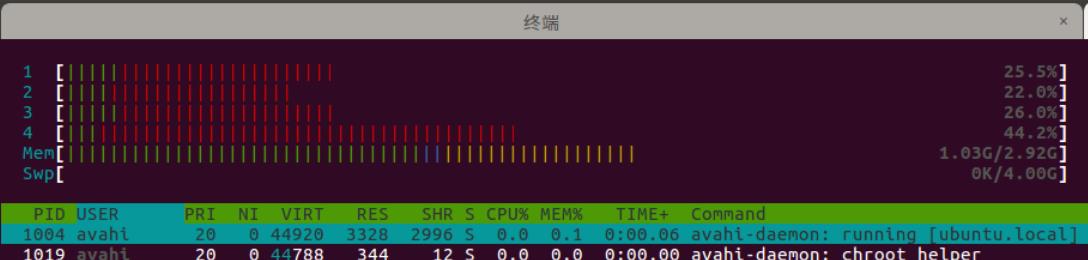 终端 ×
1 [|||||||||||||||||||||||||25.5%]
2 [|||||||||||||||||||||22.0%]
3 [|||||||||||||||||||||||||26.0%]
4 [||||||||||||||||||||||||||||||||||||||||||44.2%]
Mem[|||||||||||||||||||||||||||||||||||||||||||||||||||||1.03G/2.92G]
Swp[ 0K/4.00G]
PID USER PRI NI VIRT RES SHR S CPU% MEM% TIME+ Command
1004 avahi 20 0 44920 3328 2996 S 0.0 0.1 0:00.06 avahi-daemon: running [ubuntu.local]
1019 avahi 20 0 44788 344 12 S 0.0 0.0 0:00.00 avahi-daemon: chroot helper